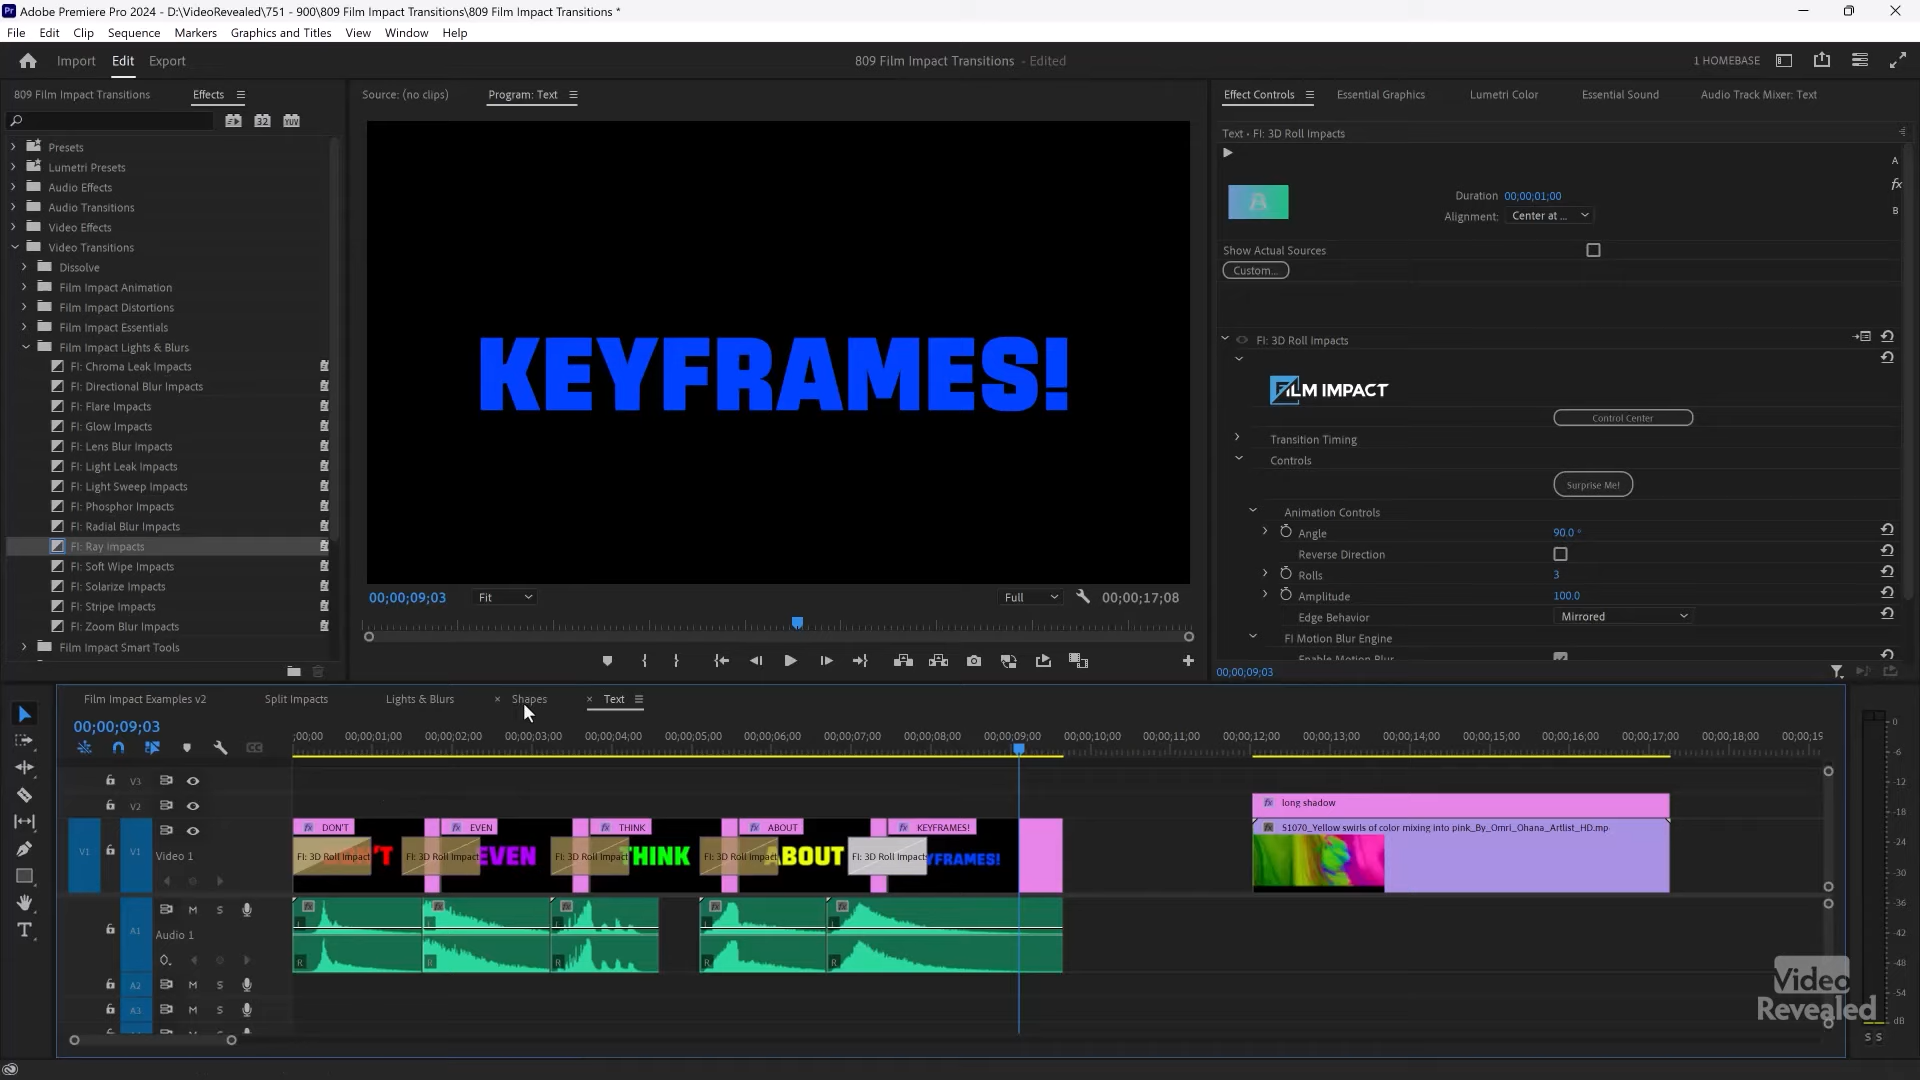 Adobe Premiere Pro 2024 - D:\VideoRevealed\751 - 900\809 Film Impact Transitions\809 Film Impact Transitions *
File Edit Clip Sequence Markers Graphics and Titles View Window Help
Import Edit Export
809 Film Impact Transitions - Edited
1 HOMEBASE
809 Film Impact Transitions Effects
Presets
Lumetri Presets
Audio Effects
Audio Transitions
Video Effects
Video Transitions
Dissolve
Film Impact Animation
Film Impact Distortions
Film Impact Essentials
Film Impact Lights & Blurs
FI: Chroma Leak Impacts
FI: Directional Blur Impacts
FI: Flare Impacts
FI: Glow Impacts
FI: Lens Blur Impacts
FI: Light Leak Impacts
FI: Light Sweep Impacts
FI: Phosphor Impacts
FI: Radial Blur Impacts
FI: Ray Impacts
FI: Soft Wipe Impacts
FI: Solarize Impacts
FI: Stripe Impacts
FI: Zoom Blur Impacts
Film Impact Smart Tools
Source: (no clips) Program: Text
KEYFRAMES!
00;00;09;03 Fit Full 00;00;17;08
Effect Controls Essential Graphics Lumetri Color Essential Sound Audio Track Mixer: Text
Text • FI: 3D Roll Impacts
A
fx
B
A
Duration 00;00;01;00
Alignment: Center at ...
Show Actual Sources
Custom...
FI: 3D Roll Impacts
FILM IMPACT
Control Center
Transition Timing
Controls
Surprise Me!
Animation Controls
Angle 90.0 °
Reverse Direction
Rolls 3
Amplitude 100.0
Edge Behavior Mirrored
FI Motion Blur Engine
Enable Motion Blur
00;00;09;03
Film Impact Examples v2 Split Impacts Lights & Blurs × Shapes × Text
00;00;09;03
;00;00 00;00;01;00 00;00;02;00 00;00;03;00 00;00;04;00 00;00;05;00 00;00;06;00 00;00;07;00 00;00;08;00 00;00;09;00 00;00;10;00 00;00;11;00 00;00;12;00 00;00;13;00 00;00;14;00 00;00;15;00 00;00;16;00 00;00;17;00 00;00;18;00 00;00;19
V3
V2
long shadow
V1 V1
Video 1
DON'T EVEN THINK ABOUT KEYFRAMES!
S1070_Yellow swirls of color mixing into pink_By_Omri_Ohana_Artlist_HD.mp
FI: 3D Roll Impact 'T FI: 3D Roll Impact EVEN FI: 3D Roll Impact THINK FI: 3D Roll Impact ABOUT FI: 3D Roll Impacts YFRAMES!
A1 M S
Audio 1
L
R
A2 M S
A3 M S
0
-6
-12
-18
-24
-30
-36
-42
-48
-54
dB
S S
Video
Revealed